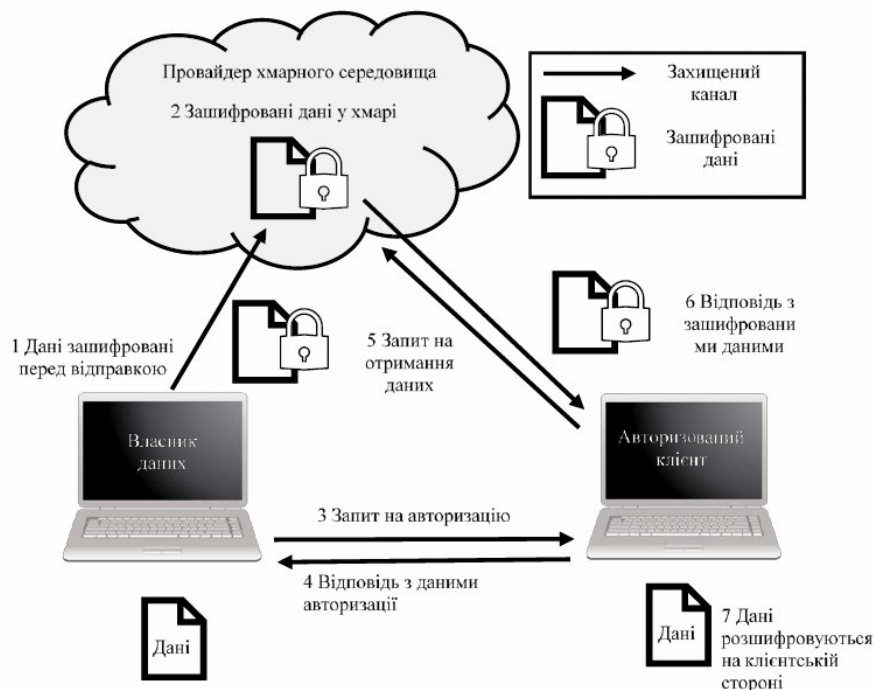 Провайдер хмарного середовища
2 Зашифровані дані у хмарі
Захищений
канал
Зашифровані
дані
1 Дані зашифровані
перед відправкою
5 Запит на
отримання
даних
6 Відповідь з
зашифровани
ми даними
Власник
даних
Авторизований
клієнт
3 Запит на авторизацію
4 Відповідь з даними
авторизації
Дані
Дані
7 Дані
розшифровуються
на клієнтській
стороні